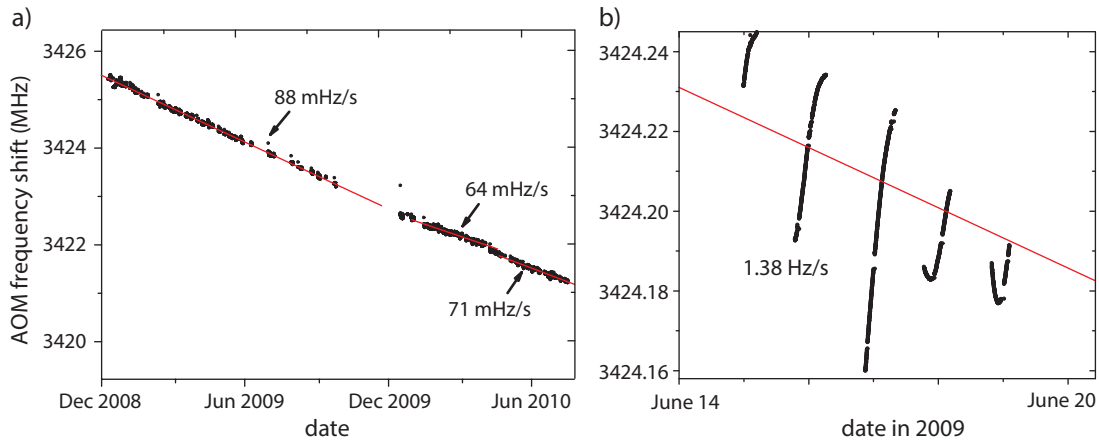 a)
AOM frequency shift (MHz)
3426
3424
3422
3420
88 mHz/s
64 mHz/s
71 mHz/s
Dec 2008
Jun 2009
Dec 2009
Jun 2010
date
b)
3424.24
3424.22
3424.20
3424.18
3424.16
1.38 Hz/s
June 14
June 20
date in 2009